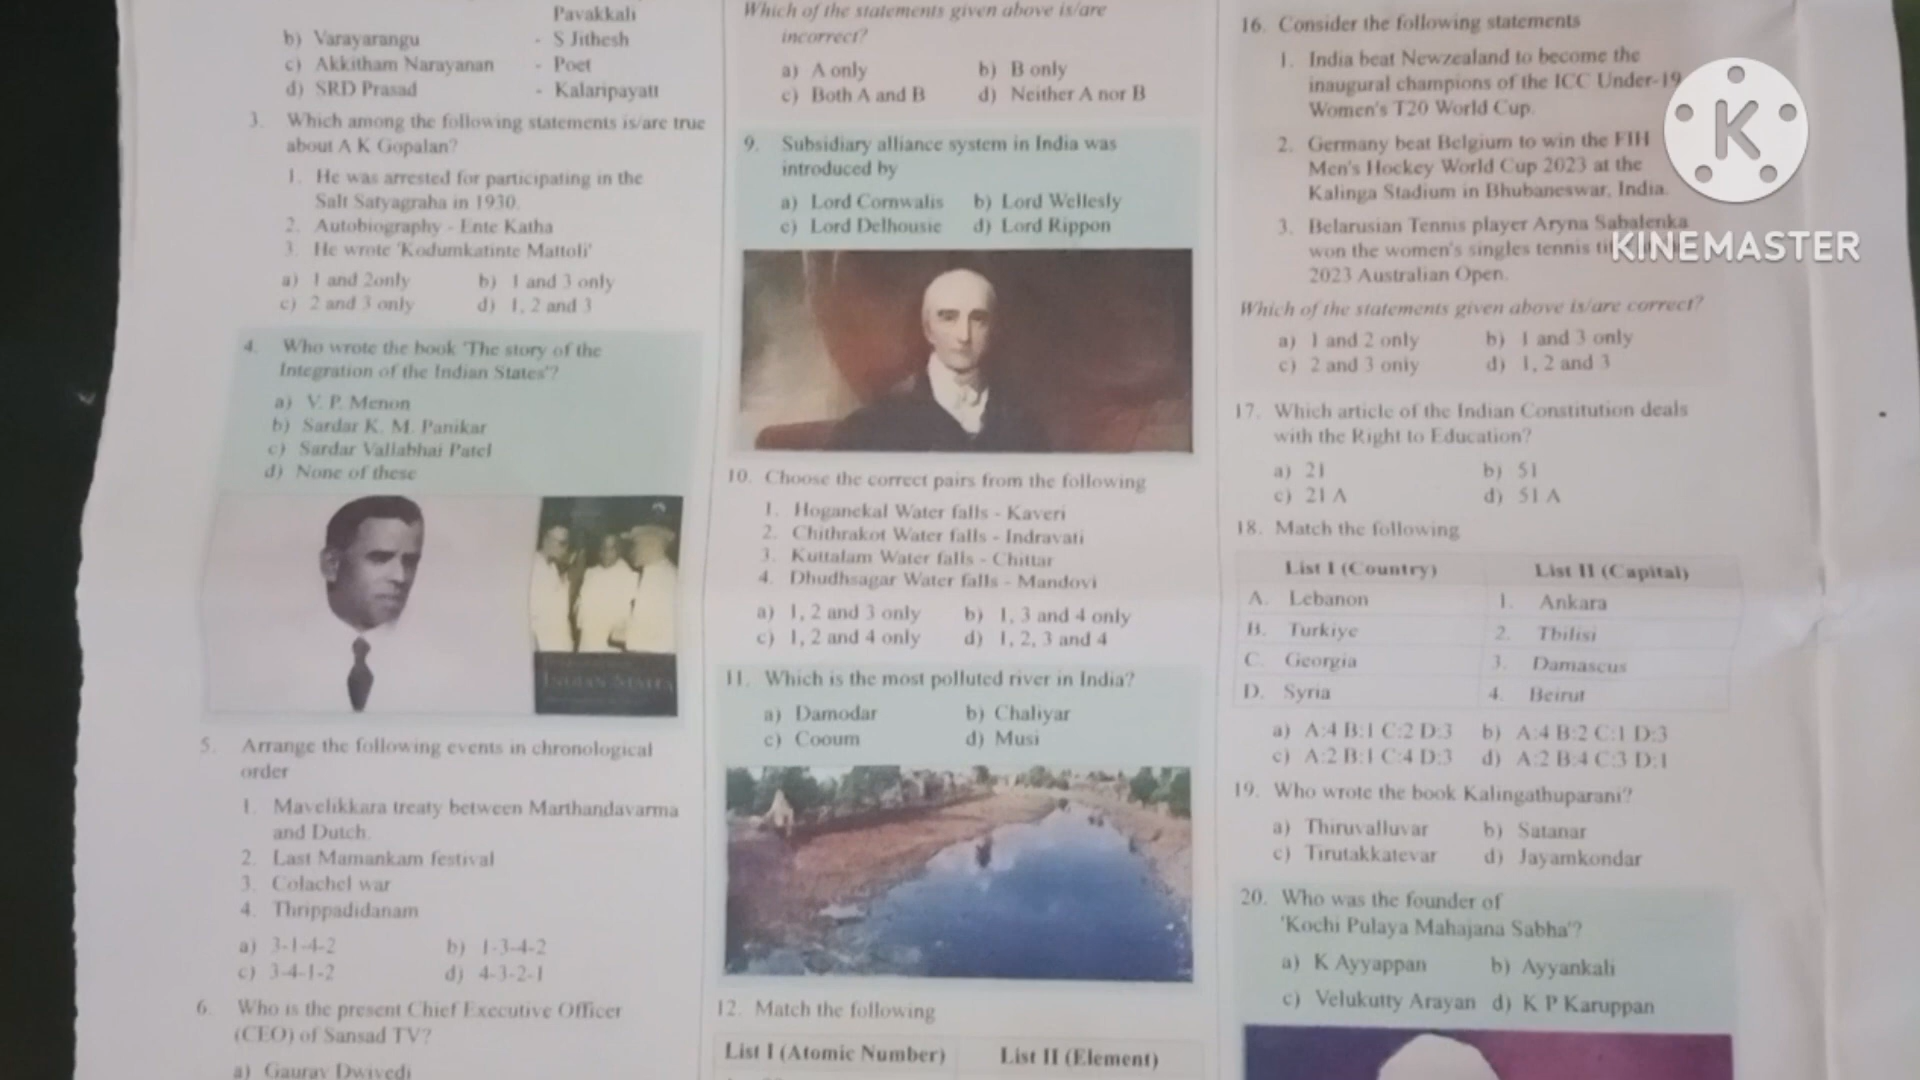 Pavakkali
b) Varayarangu - S Jithesh
c) Akkitham Narayanan - Poet
d) SRD Prasad - Kalaripayatt
3. Which among the following statements is/are true
about A K Gopalan?
1. He was arrested for participating in the
Salt Satyagraha in 1930.
2. Autobiography - Ente Katha
3. He wrote 'Kodumkatinte Mattoli'
a) 1 and 2only b) 1 and 3 only
c) 2 and 3 only d) 1, 2 and 3
4. Who wrote the book 'The story of the
Integration of the Indian States'?
a) V. P. Menon
b) Sardar K. M. Panikar
c) Sardar Vallabhai Patel
d) None of these
INDIAN STATES
5. Arrange the following events in chronological
order
1. Mavelikkara treaty between Marthandavarma
and Dutch.
2. Last Mamankam festival
3. Colachel war
4. Thrippadidanam
a) 3-1-4-2 b) 1-3-4-2
c) 3-4-1-2 d) 4-3-2-1
6. Who is the present Chief Executive Officer
(CEO) of Sansad TV?
a) Gaurav Dwivedi
Which of the statements given above is/are
incorrect?
a) A only b) B only
c) Both A and B d) Neither A nor B
9. Subsidiary alliance system in India was
introduced by
a) Lord Cornwalis b) Lord Wellesly
c) Lord Delhousie d) Lord Rippon
10. Choose the correct pairs from the following
1. Hoganekal Water falls - Kaveri
2. Chithrakot Water falls - Indravati
3. Kuttalam Water falls - Chittar
4. Dhudhsagar Water falls - Mandovi
a) 1, 2 and 3 only b) 1, 3 and 4 only
c) 1, 2 and 4 only d) 1, 2, 3 and 4
11. Which is the most polluted river in India?
a) Damodar b) Chaliyar
c) Cooum d) Musi
12. Match the following
List I (Atomic Number) List II (Element)
16. Consider the following statements
1. India beat Newzealand to become the
inaugural champions of the ICC Under-19
Women's T20 World Cup.
2. Germany beat Belgium to win the FIH
Men's Hockey World Cup 2023 at the
Kalinga Stadium in Bhubaneswar, India.
3. Belarusian Tennis player Aryna Sabalenka
won the women's singles tennis
2023 Australian Open.
Which of the statements given above is/are correct?
a) 1 and 2 only b) 1 and 3 only
c) 2 and 3 only d) 1, 2 and 3
17. Which article of the Indian Constitution deals
with the Right to Education?
a) 21 b) 51
c) 21 A d) 51 A
18. Match the following
List I (Country) List II (Capital)
A. Lebanon 1. Ankara
B. Turkiye 2. Tbilisi
C. Georgia 3. Damascus
D. Syria 4. Beirut
a) A:4 B:1 C:2 D:3 b) A:4 B:2 C:1 D:3
c) A:2 B:1 C:4 D:3 d) A:2 B:4 C:3 D:1
19. Who wrote the book Kalingathuparani?
a) Thiruvalluvar b) Satanar
c) Tirutakkatevar d) Jayamkondar
20. Who was the founder of
'Kochi Pulaya Mahajana Sabha'?
a) K Ayyappan b) Ayyankali
c) Velukutty Arayan d) K P Karuppan
K
KINEMASTER